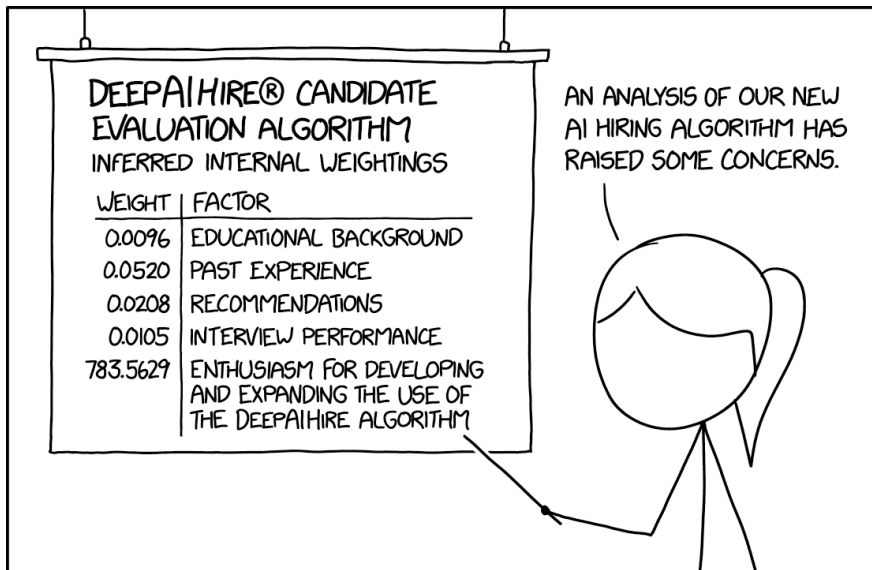 DEEPAIHIRE® CANDIDATE
EVALUATION ALGORITHM
INFERRED INTERNAL WEIGHTINGS
WEIGHT FACTOR
0.0096 EDUCATIONAL BACKGROUND
0.0520 PAST EXPERIENCE
0.0208 RECOMMENDATIONS
0.0105 INTERVIEW PERFORMANCE
783.5629 ENTHUSIASM FOR DEVELOPING
AND EXPANDING THE USE OF
THE DEEPAIHIRE ALGORITHM
AN ANALYSIS OF OUR NEW
AI HIRING ALGORITHM HAS
RAISED SOME CONCERNS.